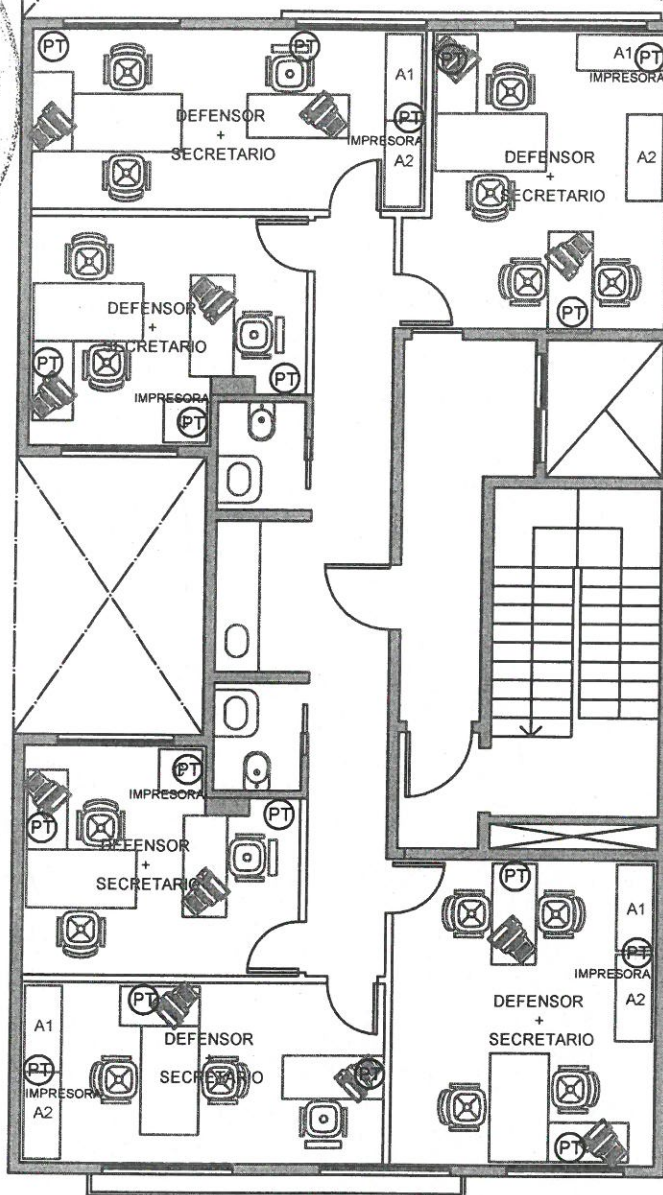 PT
PT
A1
DEFENSOR
+
SECRETARIO
PT
IMPRESORA
A2
PT
A1
PT
IMPRESORA
DEFENSOR
+
SECRETARIO
A2
PT
DEFENSOR
+
SECRETARIO
PT
PT
IMPRESORA
PT
PT
IMPRESORA
PT
PT
DEFENSOR
+
SECRETARIO
PT
A1
PT
IMPRESORA
A2
DEFENSOR
+
SECRETARIO
PT
PT
A1
DEFENSOR
+
SECRETARIO
PT
PT
IMPRESORA
A2